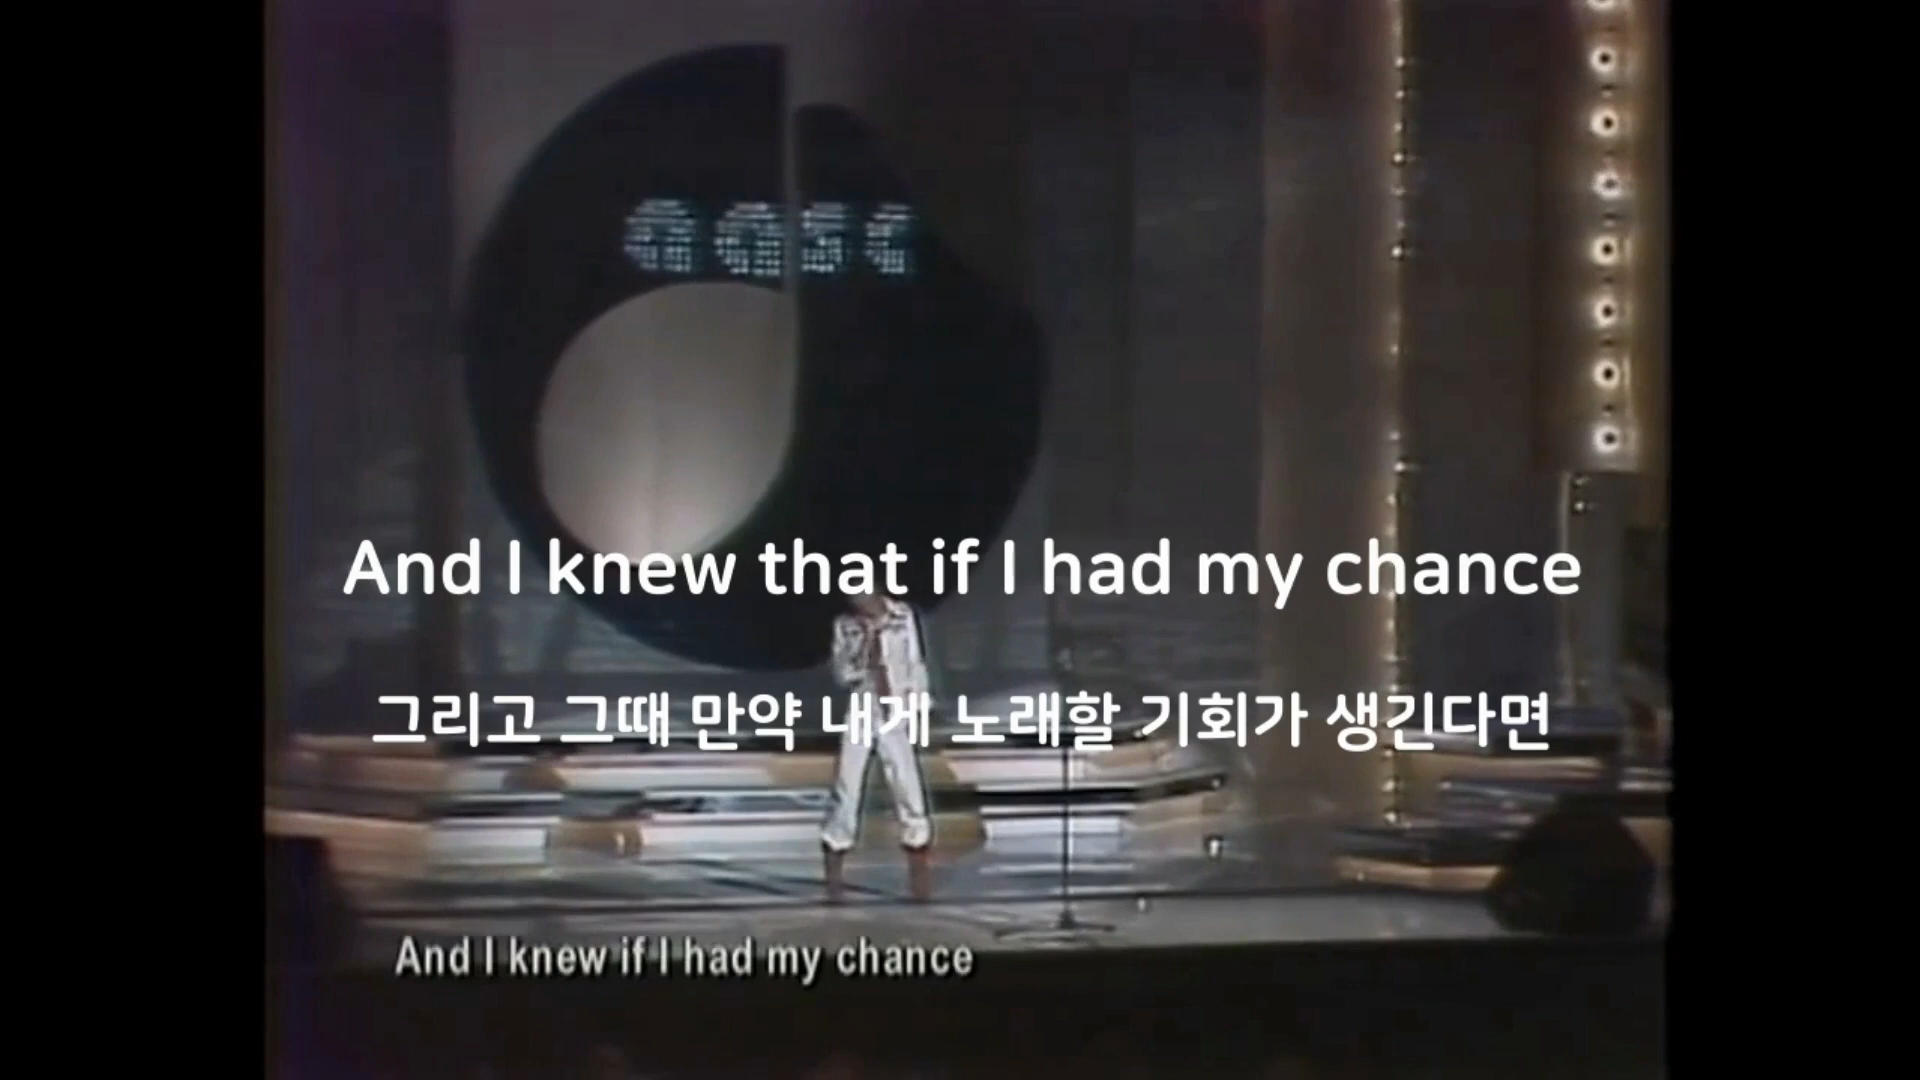 And I knew that if I had my chance
그리고 그때 만약 내게 노래할 기회가 생긴다면
And I knew if I had my chance